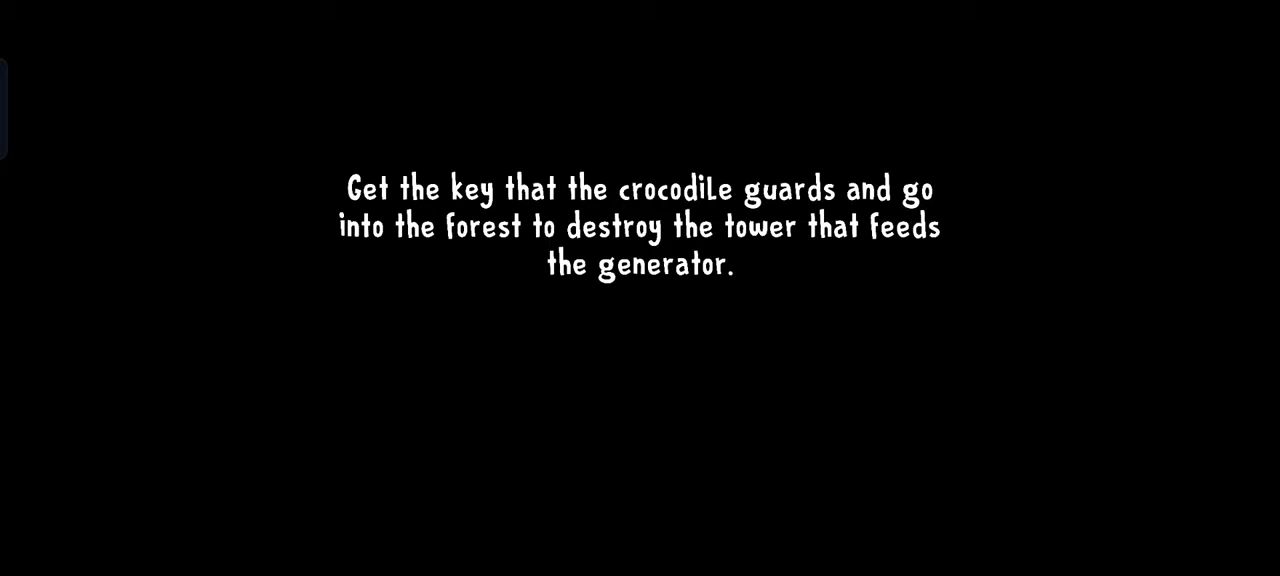 Get the key that the crocodile guards and go
into the forest to destroy the tower that feeds
the generator.